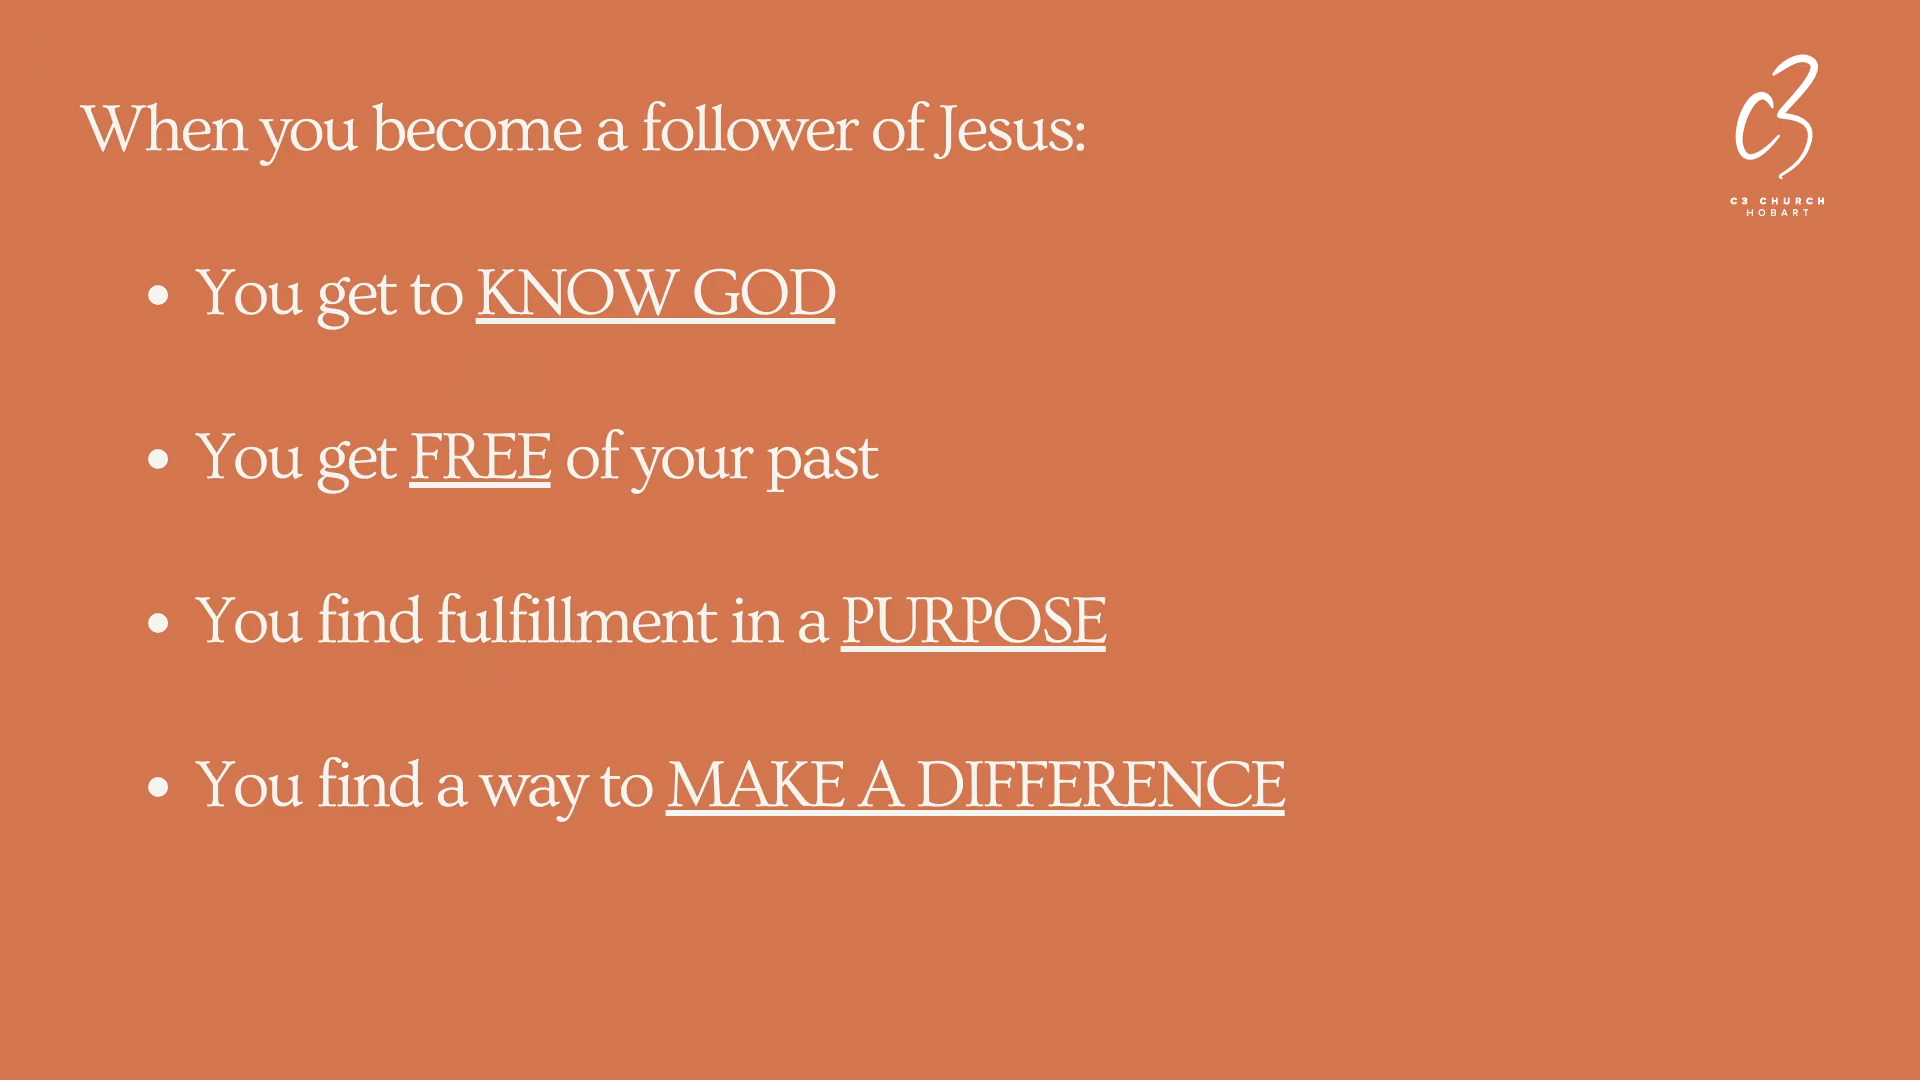 When you become a follower of Jesus:
• You get to KNOW GOD
• You get FREE of your past
• You find fulfillment in a PURPOSE
• You find a way to MAKE A DIFFERENCE
C3
C3 CHURCH
HOBART